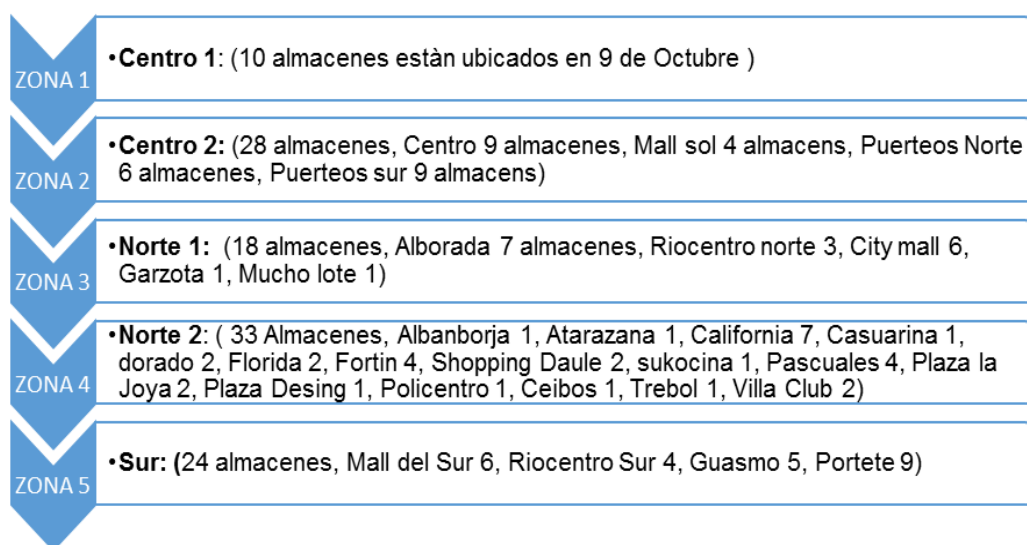 ZONA 1
•Centro 1: (10 almacenes estàn ubicados en 9 de Octubre )
ZONA 2
•Centro 2: (28 almacenes, Centro 9 almacenes, Mall sol 4 almacens, Puerteos Norte
6 almacenes, Puerteos sur 9 almacens)
ZONA 3
•Norte 1: (18 almacenes, Alborada 7 almacenes, Riocentro norte 3, City mall 6,
Garzota 1, Mucho lote 1)
ZONA 4
•Norte 2: ( 33 Almacenes, Albanborja 1, Atarazana 1, California 7, Casuarina 1,
dorado 2, Florida 2, Fortin 4, Shopping Daule 2, sukocina 1, Pascuales 4, Plaza la
Joya 2, Plaza Desing 1, Policentro 1, Ceibos 1, Trebol 1, Villa Club 2)
ZONA 5
•Sur: (24 almacenes, Mall del Sur 6, Riocentro Sur 4, Guasmo 5, Portete 9)